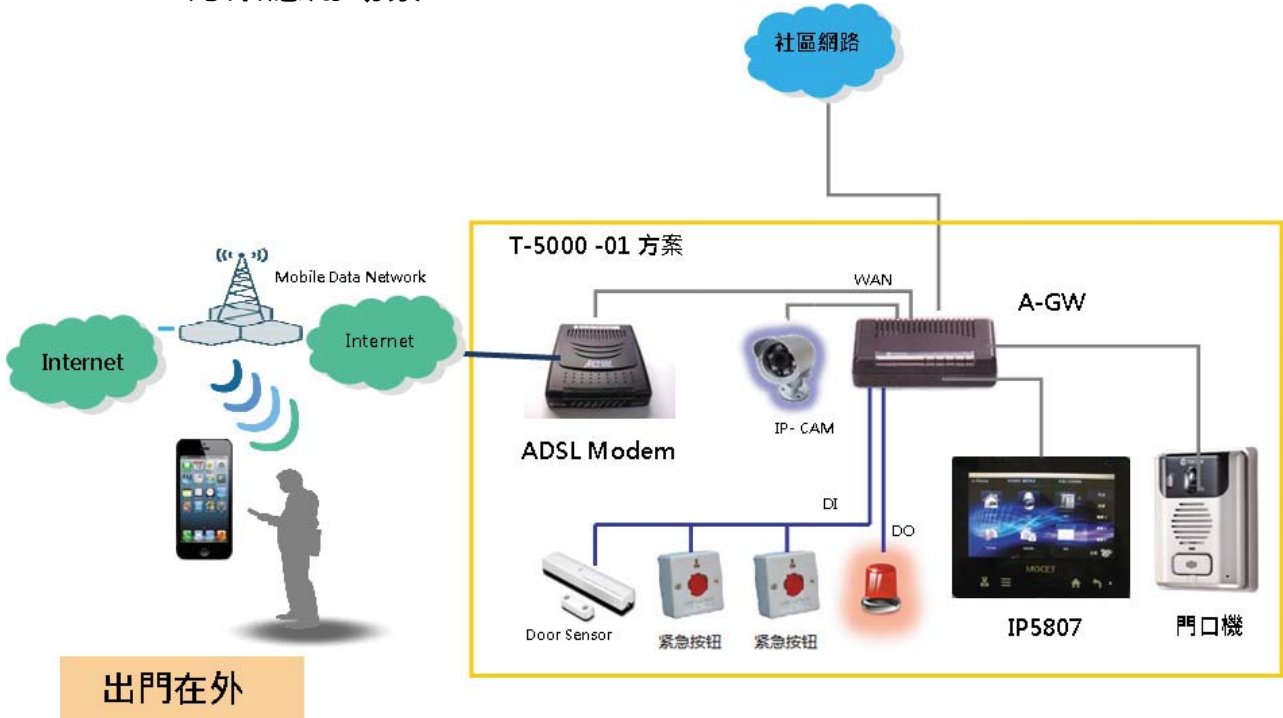 社區網路
T-5000 -01 方案
WAN
A-GW
Mobile Data Network
Internet
Internet
ADSL Modem
IP- CAM
DI
DO
MOCET
Door Sensor
紧急按钮
紧急按钮
IP5807
門口機
出門在外